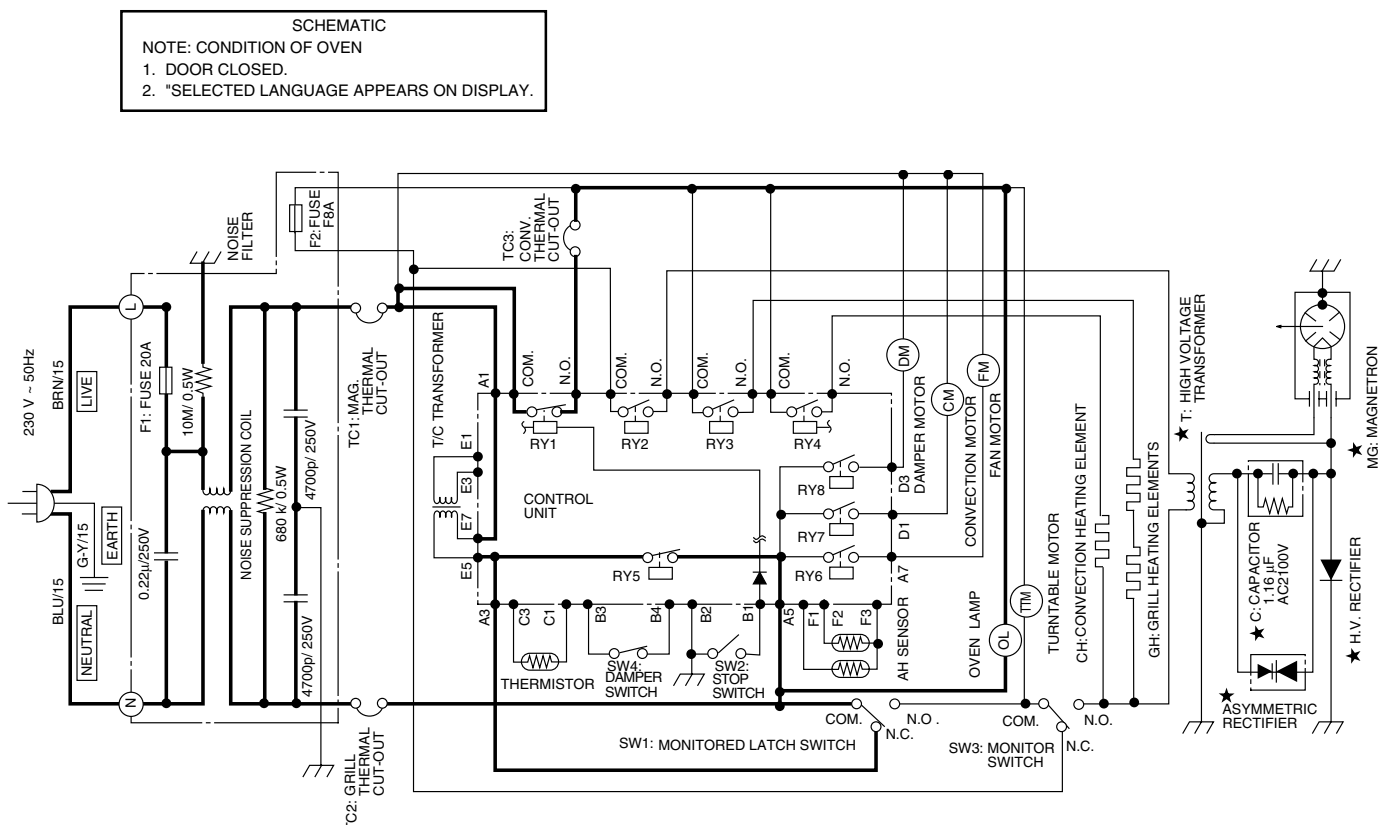 SCHEMATIC
NOTE: CONDITION OF OVEN
1. DOOR CLOSED.
2. "SELECTED LANGUAGE APPEARS ON DISPLAY.
230 V ~ 50Hz
BRN/15
LIVE
G-Y/15
EARTH
BLU/15
NEUTRAL
L
N
F1: FUSE 20A
10M/ 0.5W
0.22µ/250V
NOISE
FILTER
NOISE SUPPRESSION COIL
680 k/ 0.5W
4700p/ 250V
4700p/ 250V
F2: FUSE
F8A
TC1: MAG.
THERMAL
CUT-OUT
TC2: GRILL
THERMAL
CUT-OUT
T/C TRANSFORMER
TC3:
CONV.
THERMAL
CUT-OUT
A1
E1
E3
E7
E5
CONTROL
UNIT
COM.
N.O.
RY1
COM.
N.O.
RY2
COM.
N.O.
RY3
COM.
N.O.
RY4
RY8
RY7
RY5
RY6
D3
D1
A7
A3
C3
C1
B3
B4
B2
B1
A5
F1
F2
F3
THERMISTOR
SW4:
DAMPER
SWITCH
SW2:
STOP
SWITCH
AH SENSOR
DM
DAMPER MOTOR
CM
CONVECTION MOTOR
FM
FAN MOTOR
OVEN LAMP
OL
TTM
TURNTABLE MOTOR
CH: CONVECTION HEATING ELEMENT
GH: GRILL HEATING ELEMENTS
COM.
N.O .
N.C.
SW1: MONITORED LATCH SWITCH
COM.
N.O.
N.C.
SW3: MONITOR
SWITCH
T: HIGH VOLTAGE
TRANSFORMER
C: CAPACITOR
1.16 µF
AC2100V
ASYMMETRIC
RECTIFIER
H.V. RECTIFIER
MG: MAGNETRON